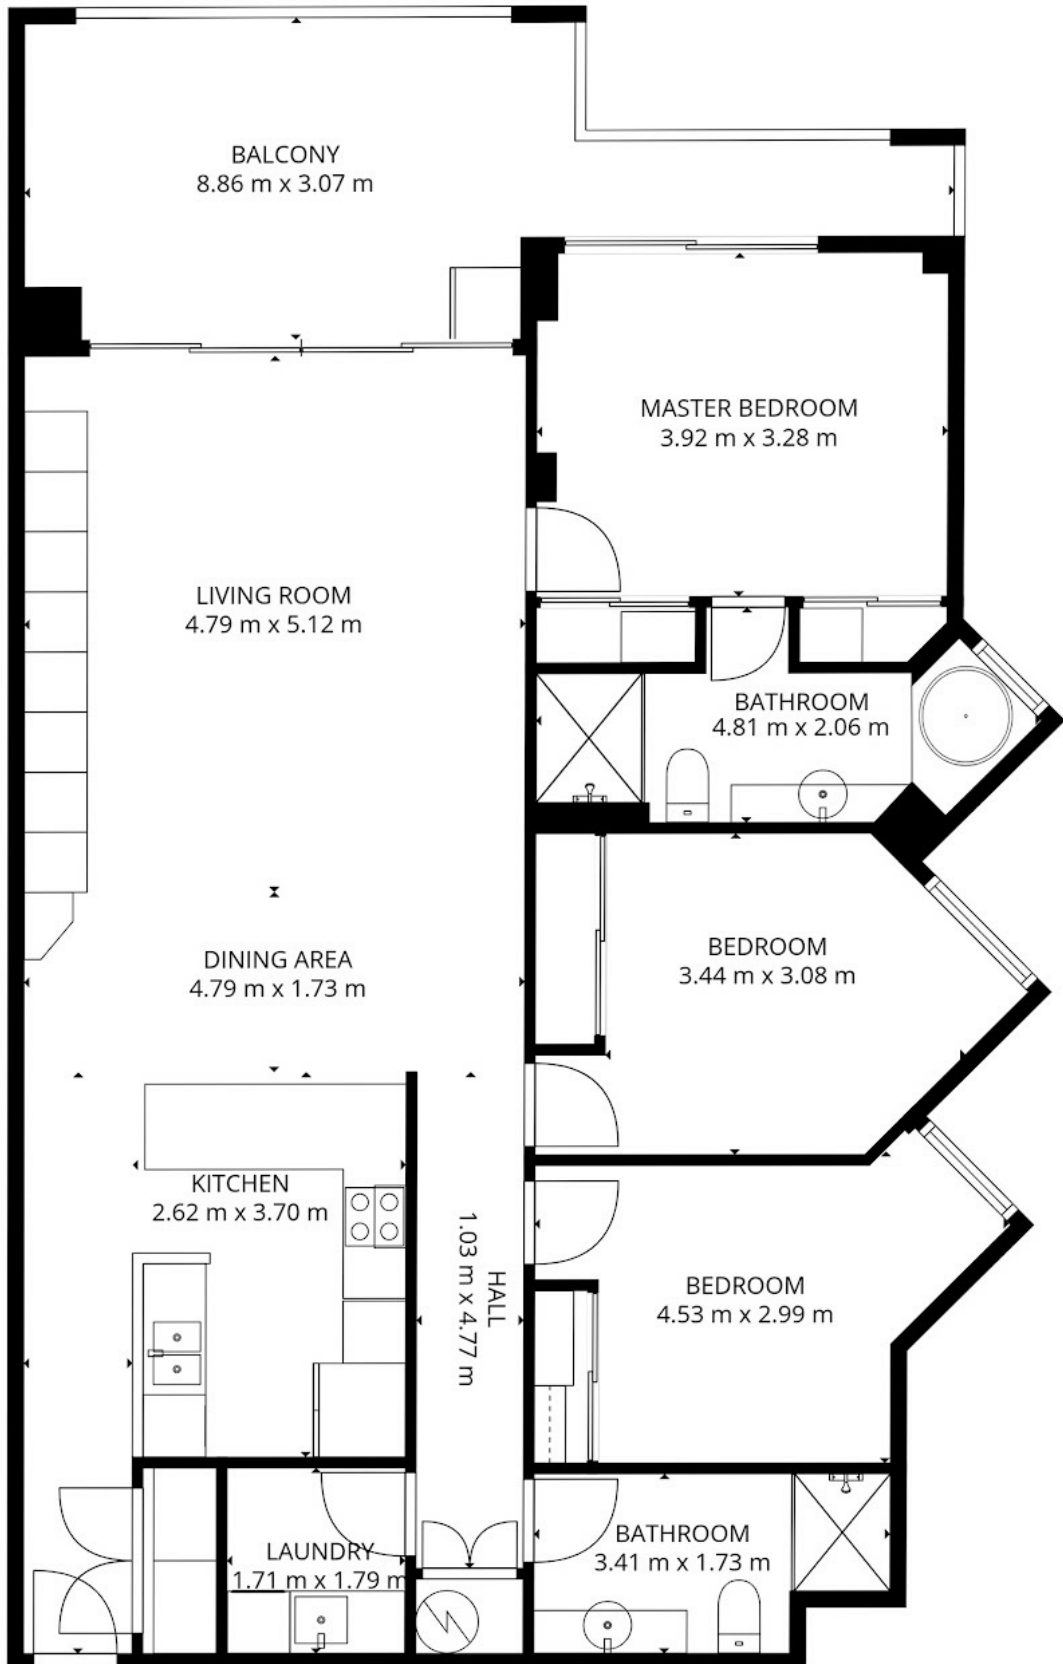 BALCONY
8.86 m x 3.07 m
MASTER BEDROOM
3.92 m x 3.28 m
LIVING ROOM
4.79 m x 5.12 m
BATHROOM
4.81 m x 2.06 m
BEDROOM
3.44 m x 3.08 m
DINING AREA
4.79 m x 1.73 m
KITCHEN
2.62 m x 3.70 m
HALL
1.03 m x 4.77 m
BEDROOM
4.53 m x 2.99 m
LAUNDRY
1.71 m x 1.79 m
BATHROOM
3.41 m x 1.73 m